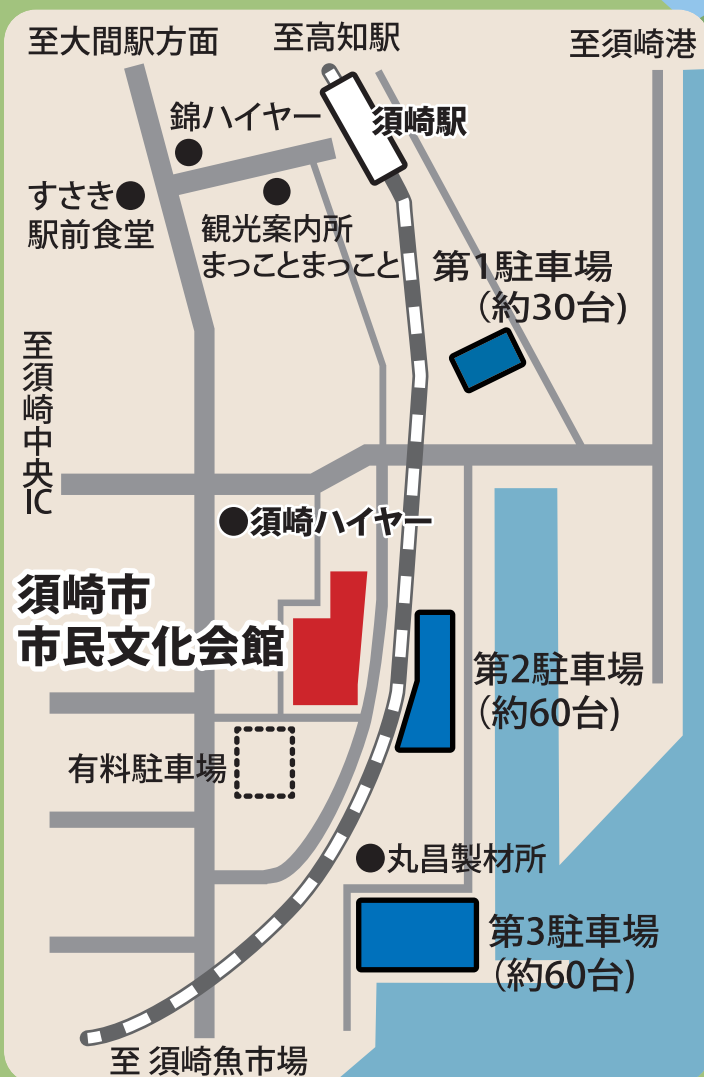 至大間駅方面
至高知駅
至須崎港
錦ハイヤー
須崎駅
すさき
駅前食堂
観光案内所
まっことまっこと
第1駐車場
(約30台)
至須崎中央IC
須崎ハイヤー
須崎市
市民文化会館
第2駐車場
(約60台)
有料駐車場
丸昌製材所
第3駐車場
(約60台)
至 須崎魚市場